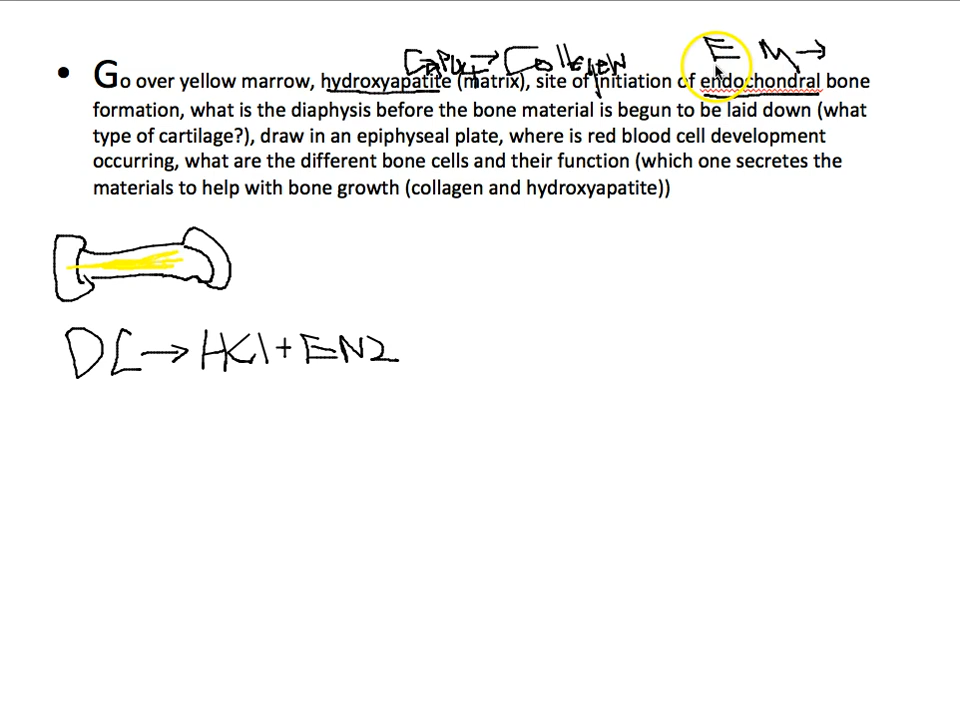 Collagen E M→
• Go over yellow marrow, hydroxyapatite (matrix), site of initiation of endochondral bone
formation, what is the diaphysis before the bone material is begun to be laid down (what
type of cartilage?), draw in an epiphyseal plate, where is red blood cell development
occurring, what are the different bone cells and their function (which one secretes the
materials to help with bone growth (collagen and hydroxyapatite))
→ HCl + EN2